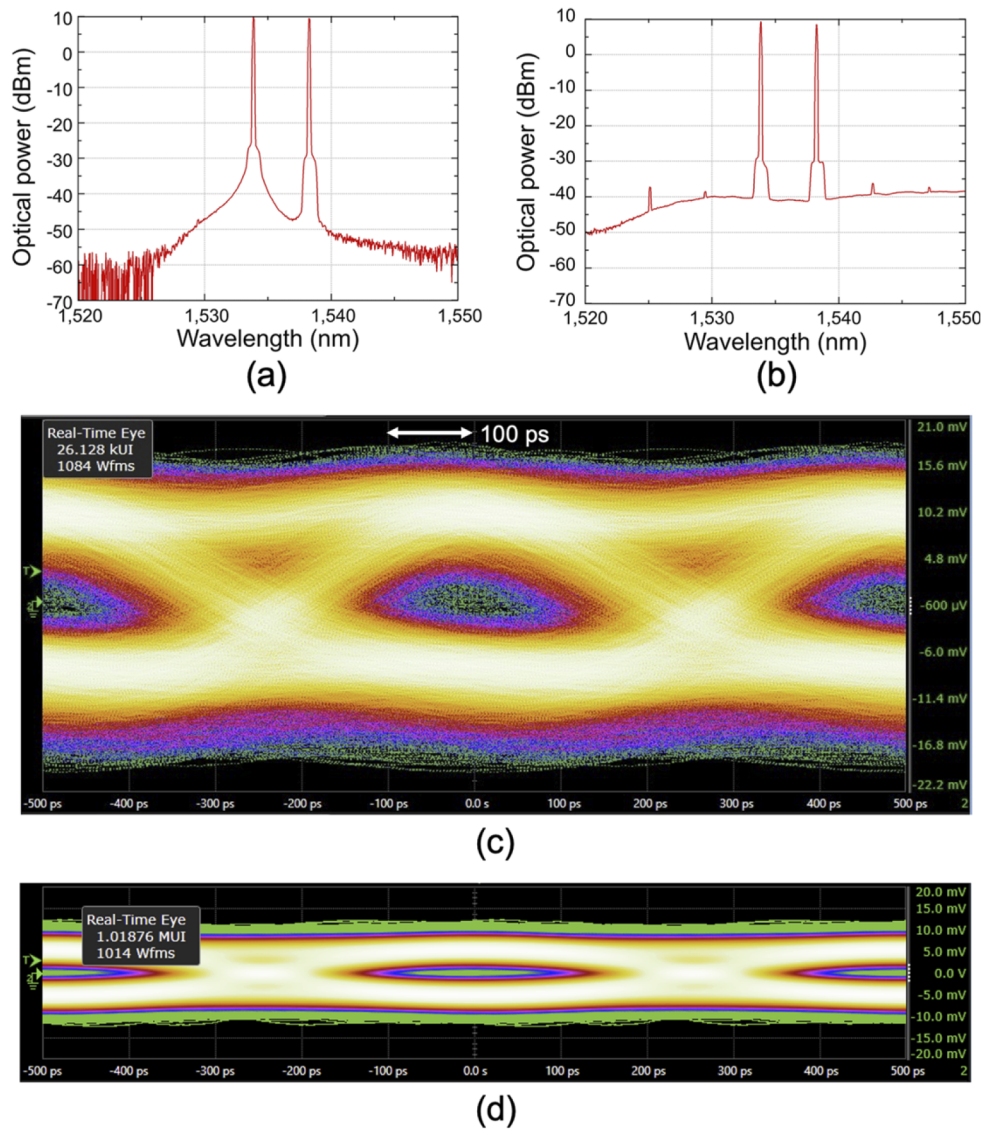 10
0
-10
-20
-30
-40
-50
-60
-70
Optical power (dBm)
1,520
1,530
1,540
1,550
Wavelength (nm)
(a)
10
0
-10
-20
-30
-40
-50
-60
-70
Optical power (dBm)
1,520
1,530
1,540
1,550
Wavelength (nm)
(b)
Real-Time Eye
26.128 kUI
1084 Wfms
100 ps
21.0 mV
15.6 mV
10.2 mV
4.8 mV
-600 µV
-6.0 mV
-11.4 mV
-16.8 mV
-22.2 mV
T
2
-500 ps
-400 ps
-300 ps
-200 ps
-100 ps
0.0 s
100 ps
200 ps
300 ps
400 ps
500 ps
2
(c)
Real-Time Eye
1.01876 MUI
1014 Wfms
20.0 mV
15.0 mV
10.0 mV
5.0 mV
0.0 V
-5.0 mV
-10.0 mV
-15.0 mV
-20.0 mV
T
2
-500 ps
-400 ps
-300 ps
-200 ps
-100 ps
0.0 s
100 ps
200 ps
300 ps
400 ps
500 ps
2
(d)